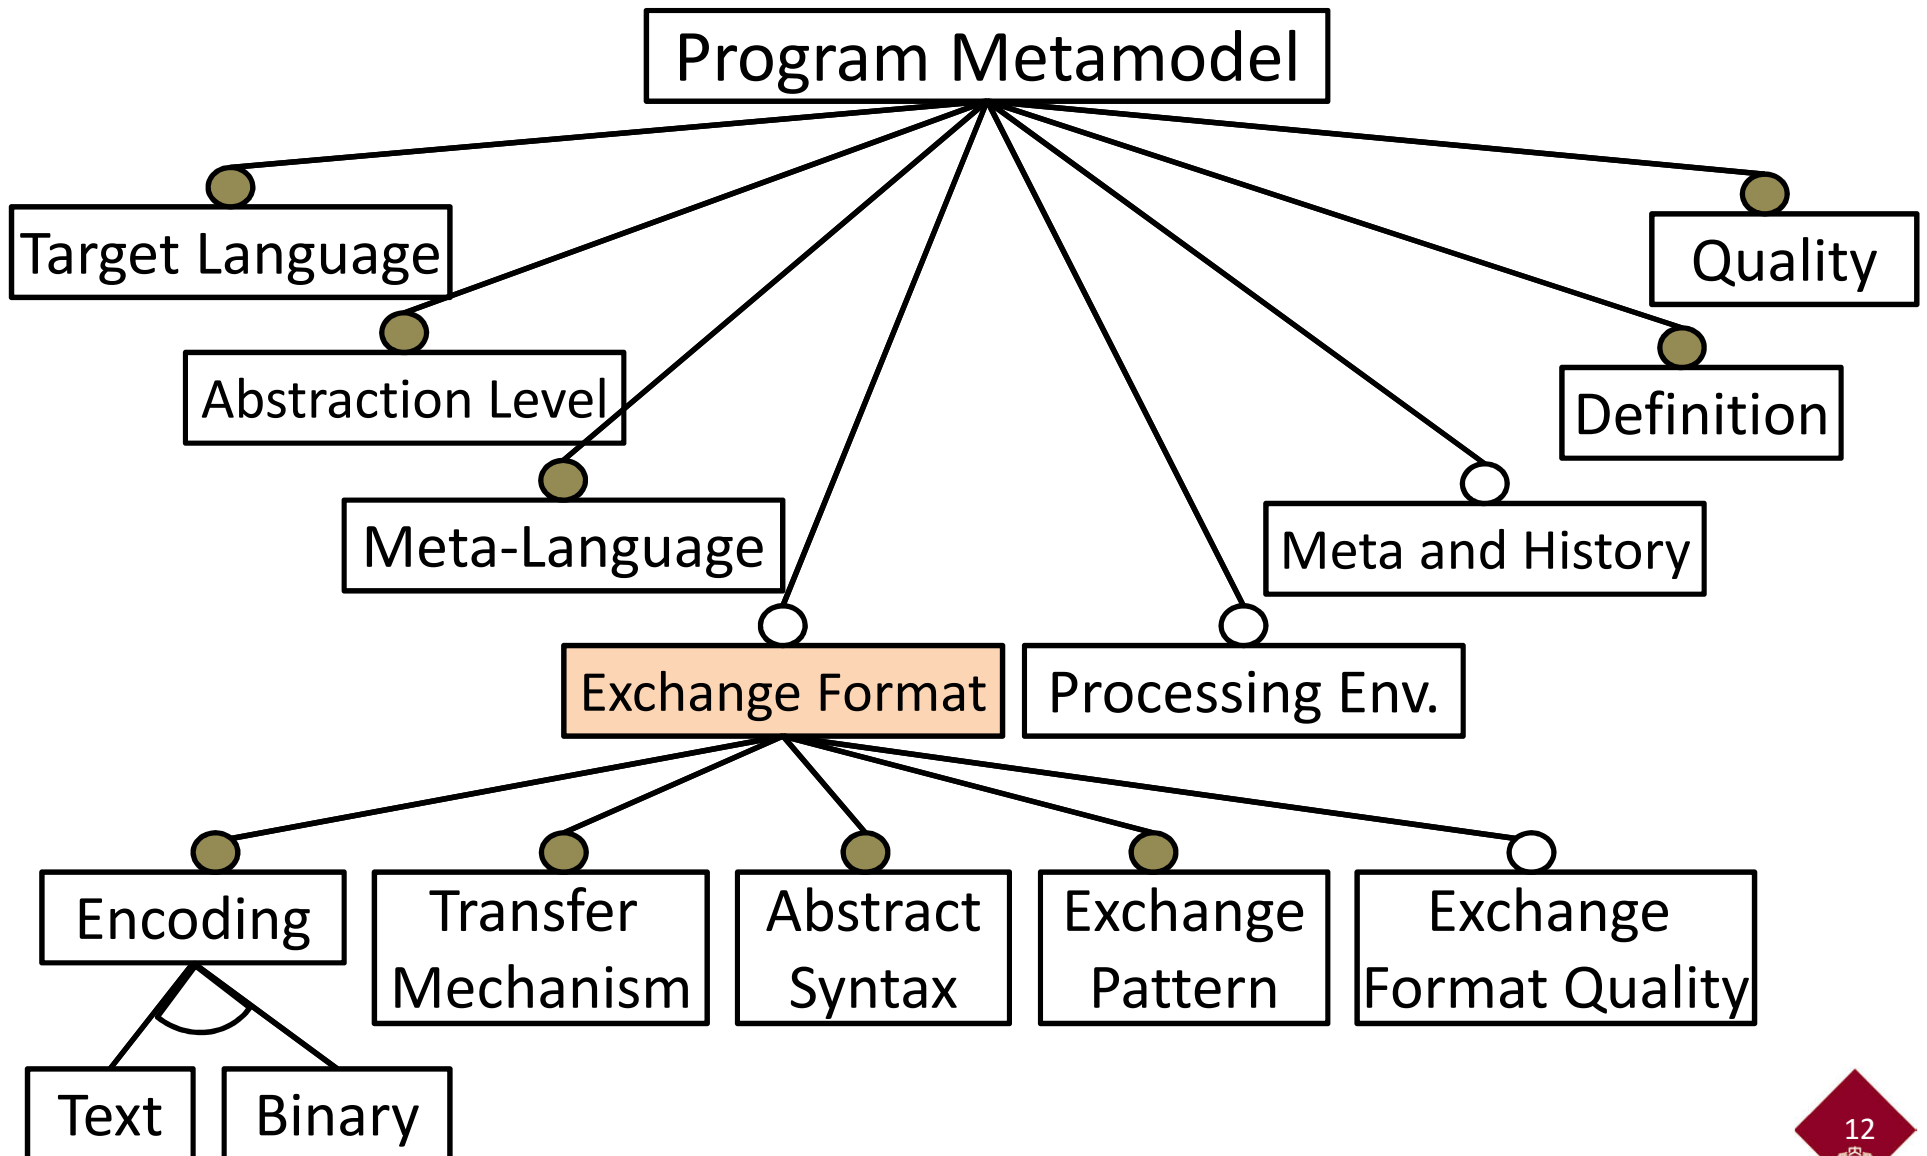 Program Metamodel
Target Language
Quality
Abstraction Level
Definition
Meta-Language
Meta and History
Exchange Format
Processing Env.
Encoding
Transfer
Mechanism
Abstract
Syntax
Exchange
Pattern
Exchange
Format Quality
Text
Binary
12